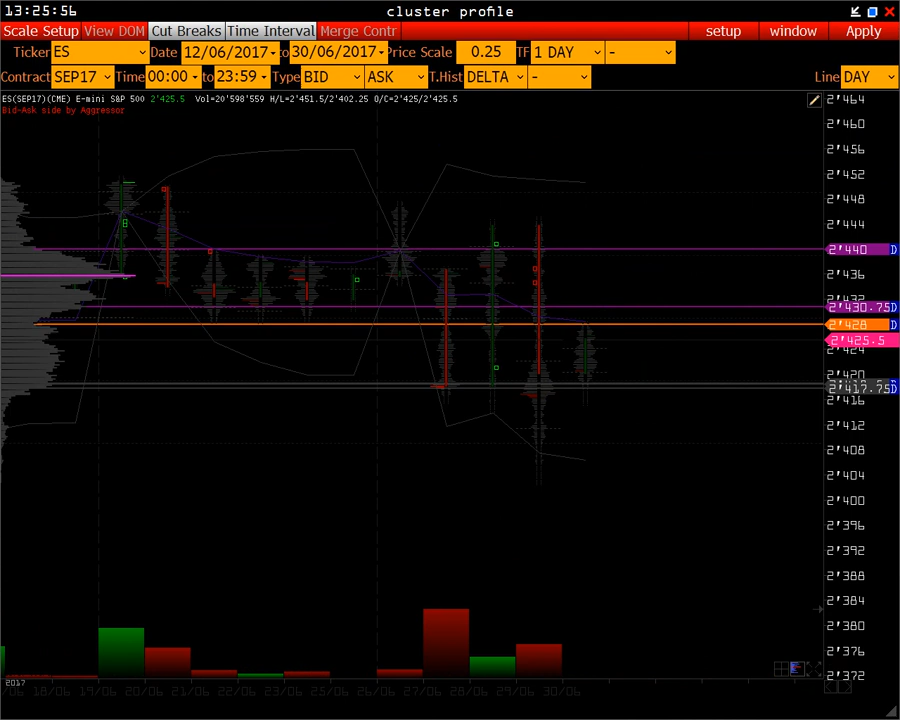 13:25:56 cluster profile
Scale Setup View DOM Cut Breaks Time Interval Merge Contr setup window Apply
Ticker ES Date 12/06/2017 to 30/06/2017 Price Scale 0.25 TF 1 DAY -
Contract SEP17 Time 00:00 to 23:59 Type BID ASK T.Hist DELTA - Line DAY
ES(SEP17)(CME) E-mini S&P 500 2'425.5 Vol=20'598'559 H/L=2'451.5/2'402.25 O/C=2'425/2'425.5
Bid-Ask side by Aggressor
2'464
2'460
2'456
2'452
2'448
2'444
2'440 D
2'436
2'432
2'430.75 D
2'428 D
2'425.5
2'424
2'420
2'417.75 D
2'416
2'412
2'408
2'404
2'400
2'396
2'392
2'388
2'384
2'380
2'376
2'372
2017
/06 18/06 19/06 20/06 21/06 22/06 23/06 25/06 26/06 27/06 28/06 29/06 30/06